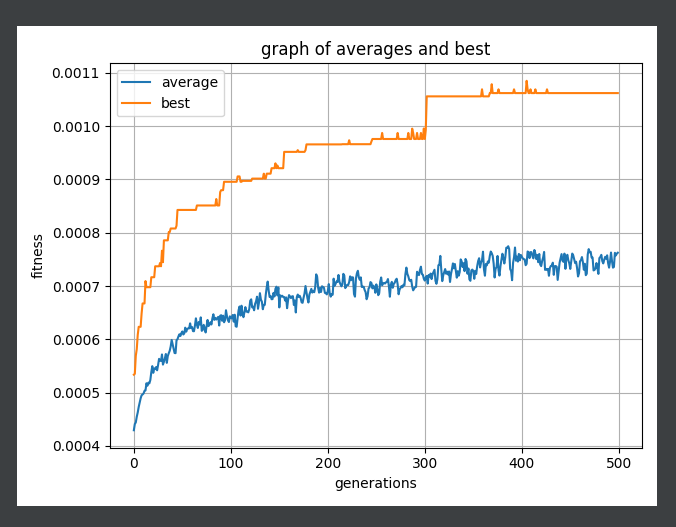 graph of averages and best
average
best
0.0011
0.0010
0.0009
0.0008
0.0007
0.0006
0.0005
0.0004
fitness
0 100 200 300 400 500
generations